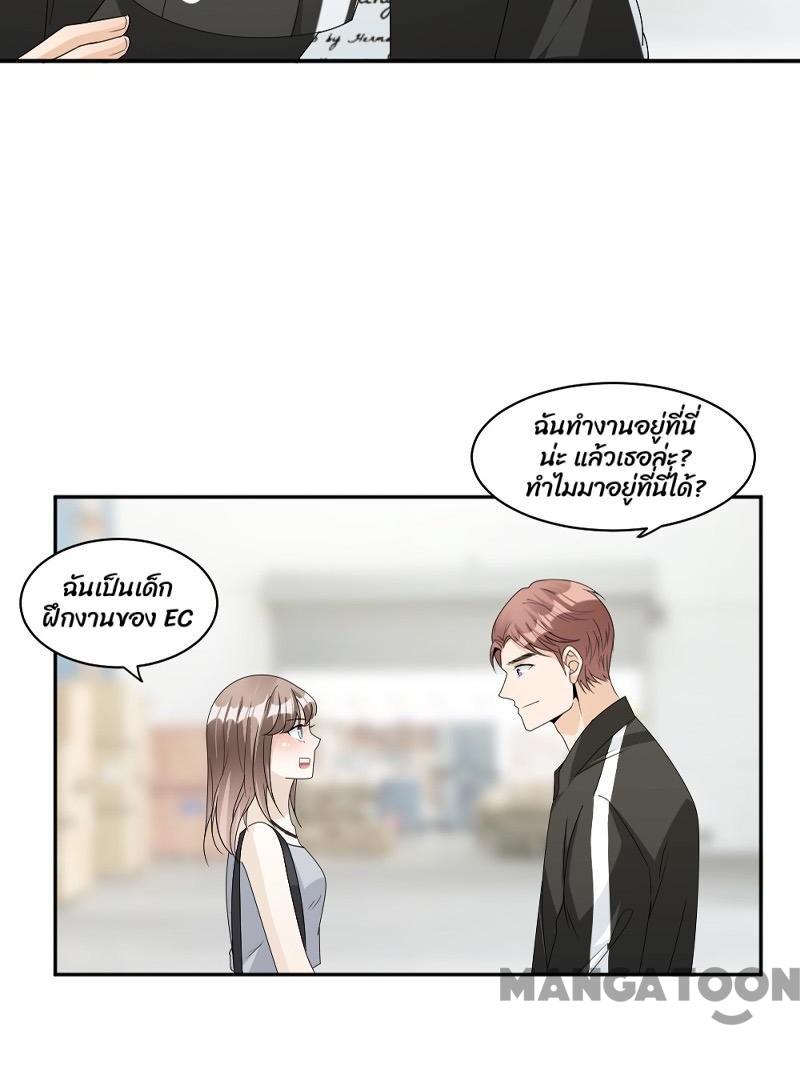 by Herma
ฉันทำงานอยู่ที่นี่
น่ะ แล้วเธอล่ะ?
ทำไมมาอยู่ที่นี่ได้?
ฉันเป็นเด็ก
ฝึกงานของ EC
MANGATOON